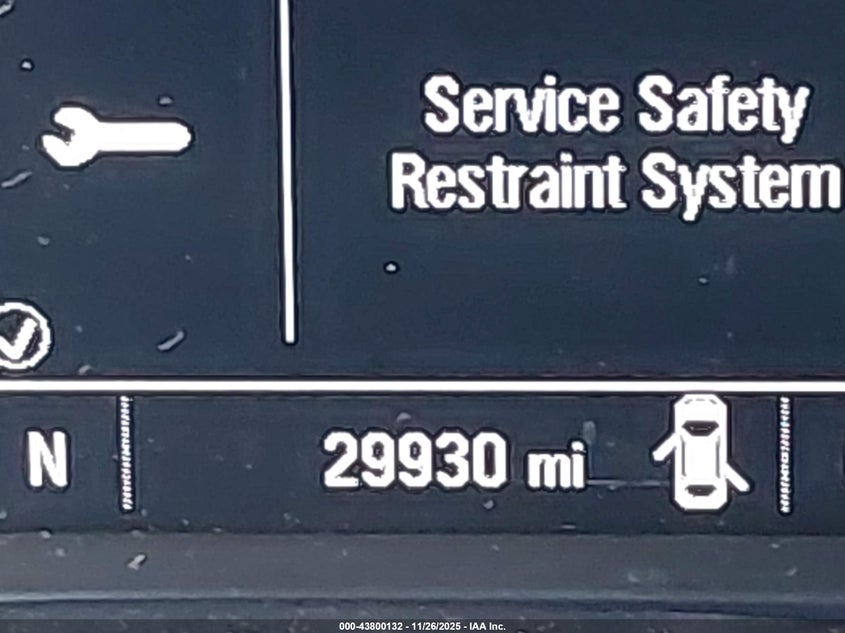 Service Safety
Restraint System
N
29930 mi
000-43800132 - 11/26/2025 - IAA Inc.